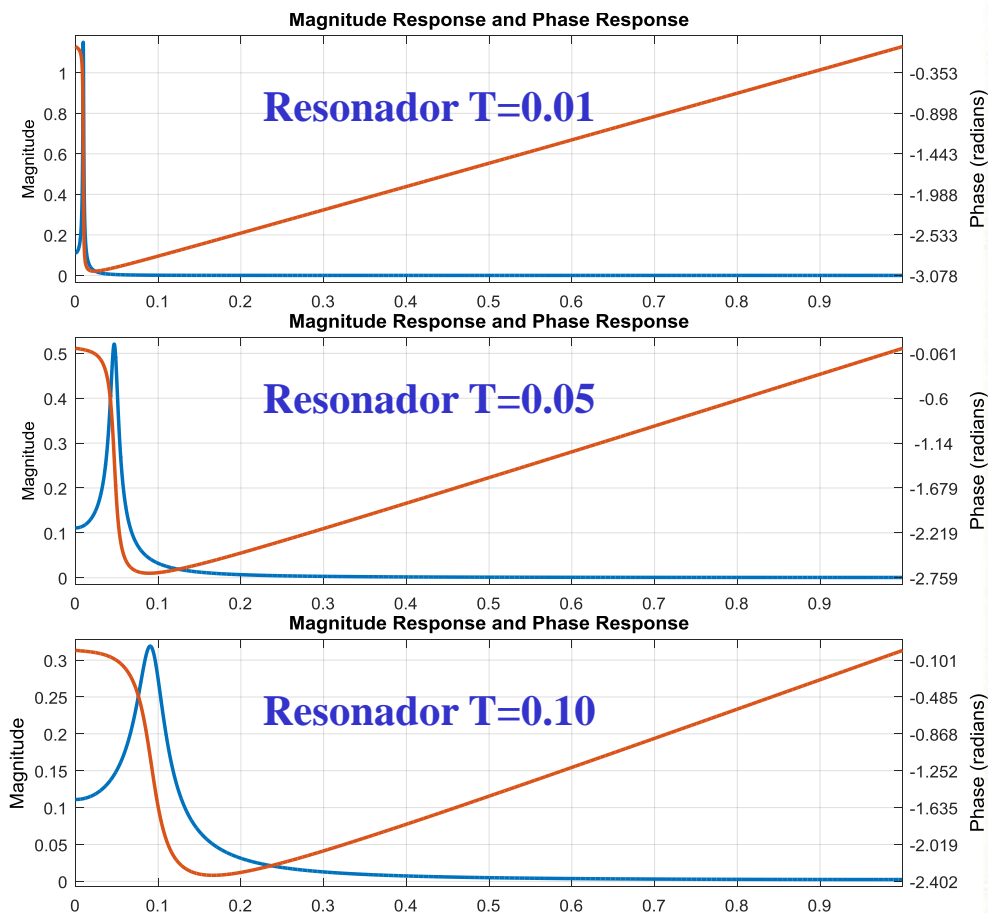 Magnitude Response and Phase Response
Magnitude
1
0.8
0.6
0.4
0.2
0
Resonador T=0.01
-0.353
-0.898
-1.443
-1.988
-2.533
-3.078
Phase (radians)
0 0.1 0.2 0.3 0.4 0.5 0.6 0.7 0.8 0.9
Magnitude Response and Phase Response
Magnitude
0.5
0.4
0.3
0.2
0.1
0
Resonador T=0.05
-0.061
-0.6
-1.14
-1.679
-2.219
-2.759
Phase (radians)
0 0.1 0.2 0.3 0.4 0.5 0.6 0.7 0.8 0.9
Magnitude Response and Phase Response
Magnitude
0.3
0.25
0.2
0.15
0.1
0.05
0
Resonador T=0.10
-0.101
-0.485
-0.868
-1.252
-1.635
-2.019
-2.402
Phase (radians)
0 0.1 0.2 0.3 0.4 0.5 0.6 0.7 0.8 0.9